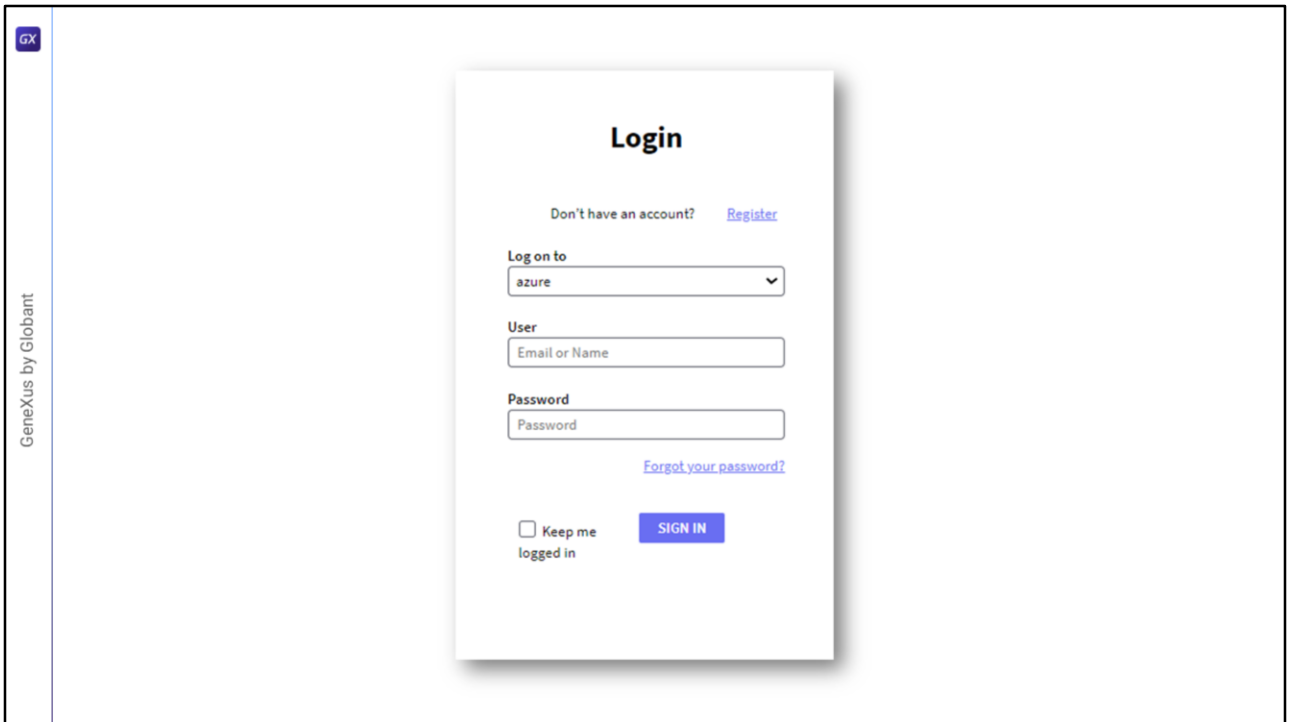 GX
GeneXus by Globant
Login
Don't have an account? Register
Log on to
azure
User
Email or Name
Password
Password
Forgot your password?
Keep me
logged in
SIGN IN